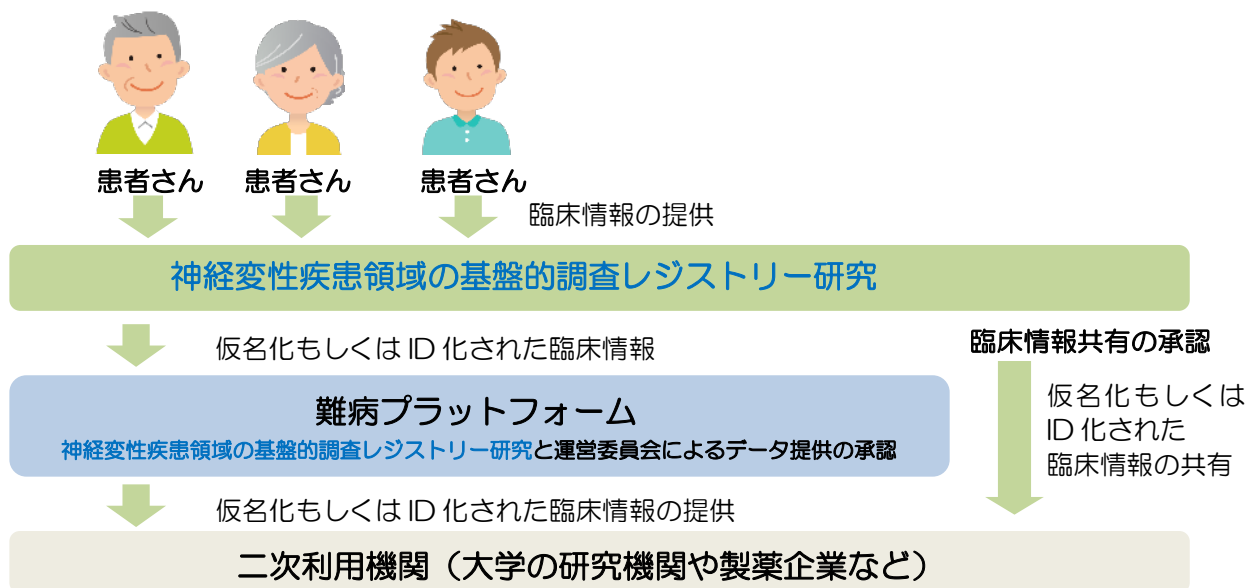 患者さん 患者さん 患者さん
臨床情報の提供
神経変性疾患領域の基盤的調査レジストリー研究
仮名化もしくは ID 化された臨床情報
難病プラットフォーム
神経変性疾患領域の基盤的調査レジストリー研究と運営委員会によるデータ提供の承認
仮名化もしくは ID 化された臨床情報の提供
臨床情報共有の承認
仮名化もしくは
ID 化された
臨床情報の共有
二次利用機関（大学の研究機関や製薬企業など）